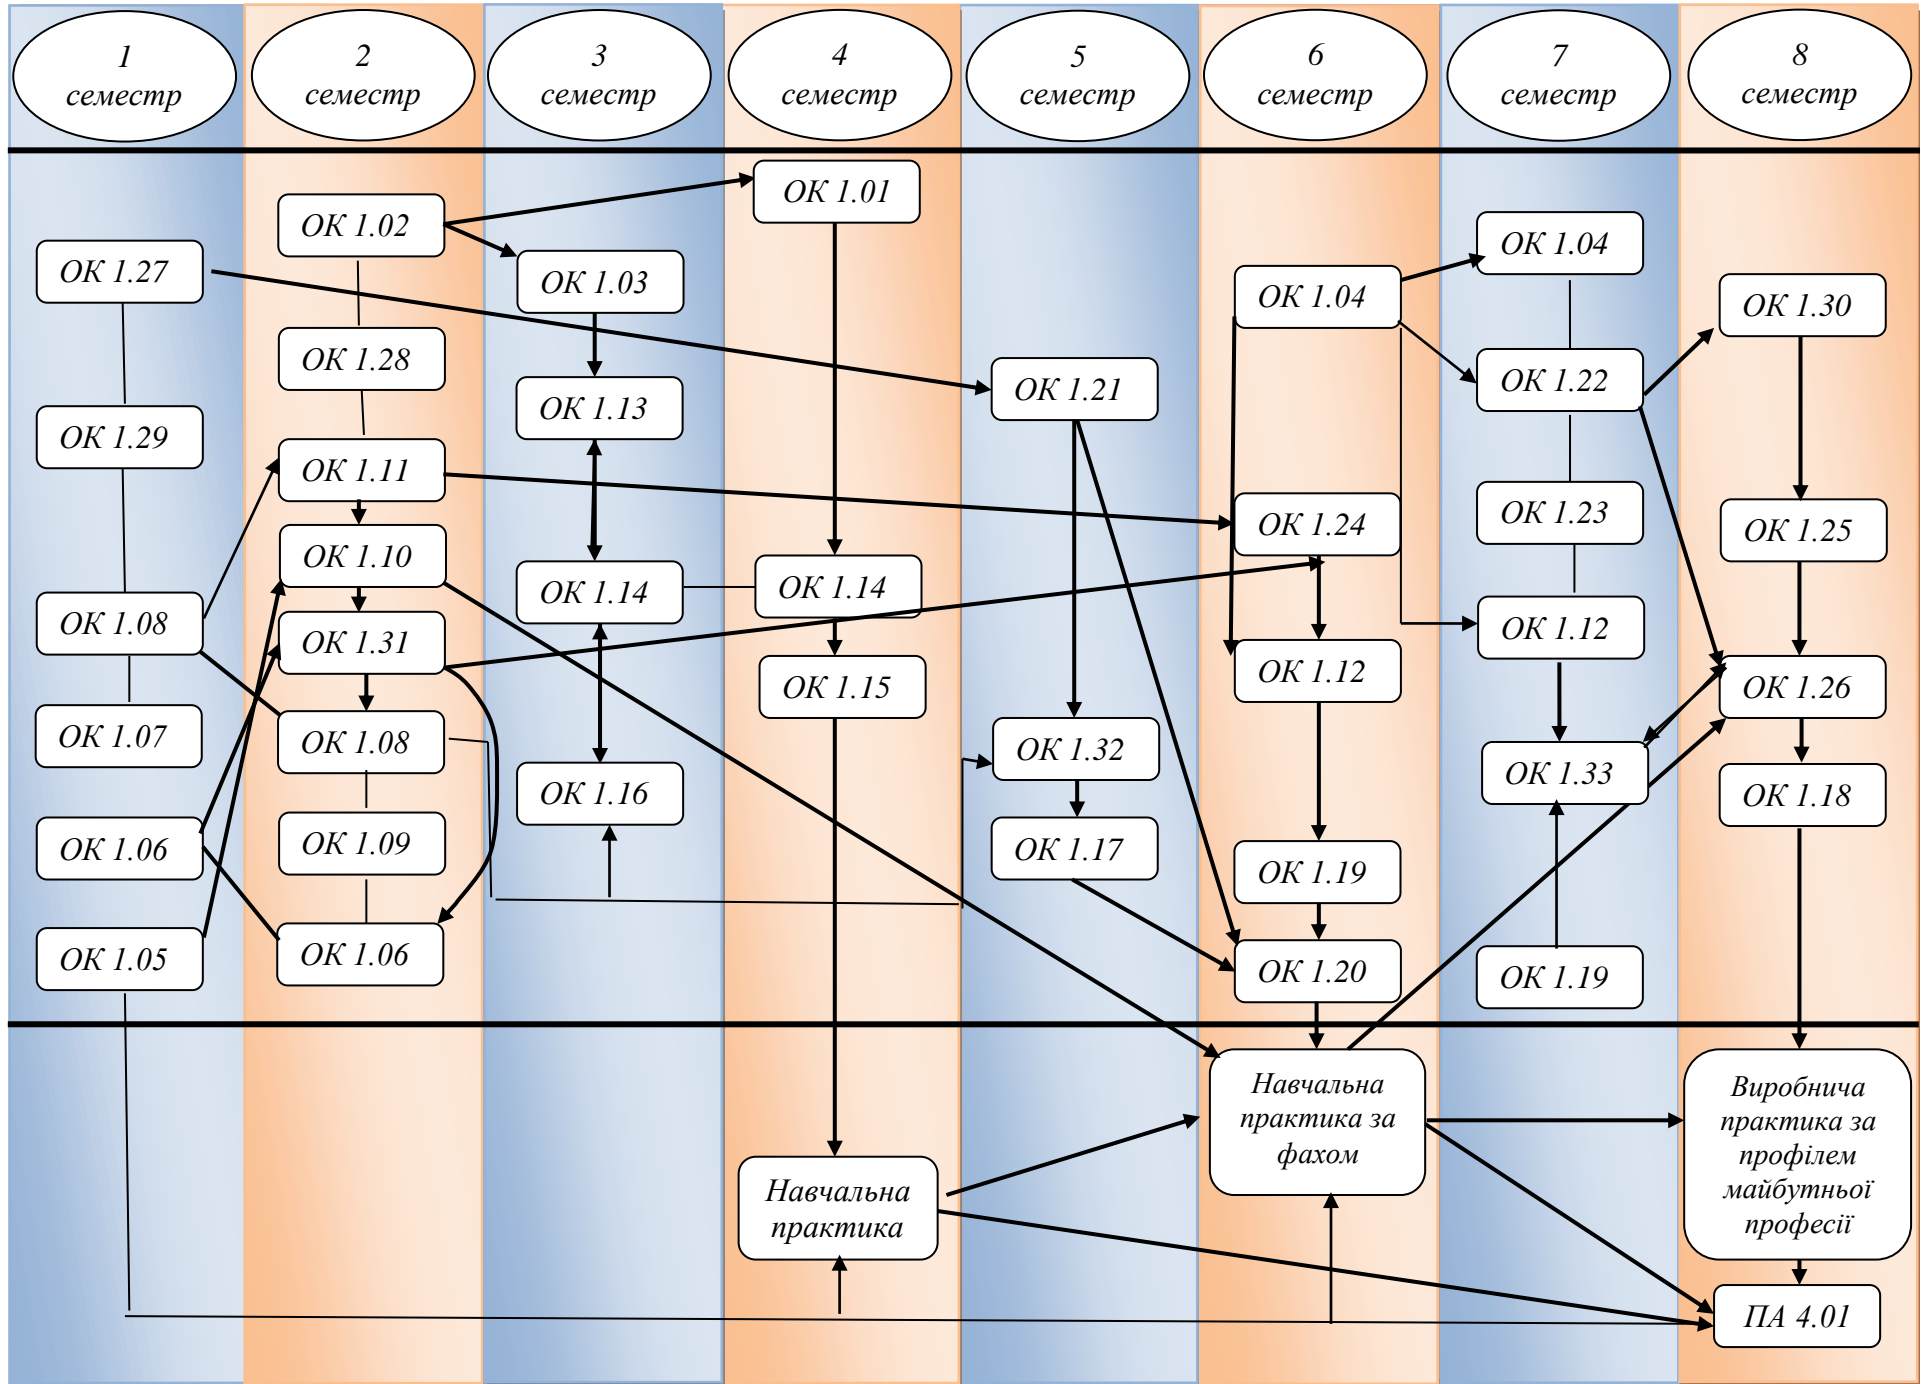 1
семестр
2
семестр
3
семестр
4
семестр
5
семестр
6
семестр
7
семестр
8
семестр
ОК 1.27
ОК 1.29
ОК 1.08
ОК 1.07
ОК 1.06
ОК 1.05
ОК 1.02
ОК 1.28
ОК 1.11
ОК 1.10
ОК 1.31
ОК 1.08
ОК 1.09
ОК 1.06
ОК 1.03
ОК 1.13
ОК 1.14
ОК 1.16
ОК 1.01
ОК 1.14
ОК 1.15
Навчальна
практика
ОК 1.21
ОК 1.32
ОК 1.17
ОК 1.04
ОК 1.24
ОК 1.12
ОК 1.19
ОК 1.20
Навчальна
практика за
фахом
ОК 1.04
ОК 1.22
ОК 1.23
ОК 1.12
ОК 1.33
ОК 1.19
ОК 1.30
ОК 1.25
ОК 1.26
ОК 1.18
Виробнича
практика за
профілем
майбутньої
професії
ПА 4.01